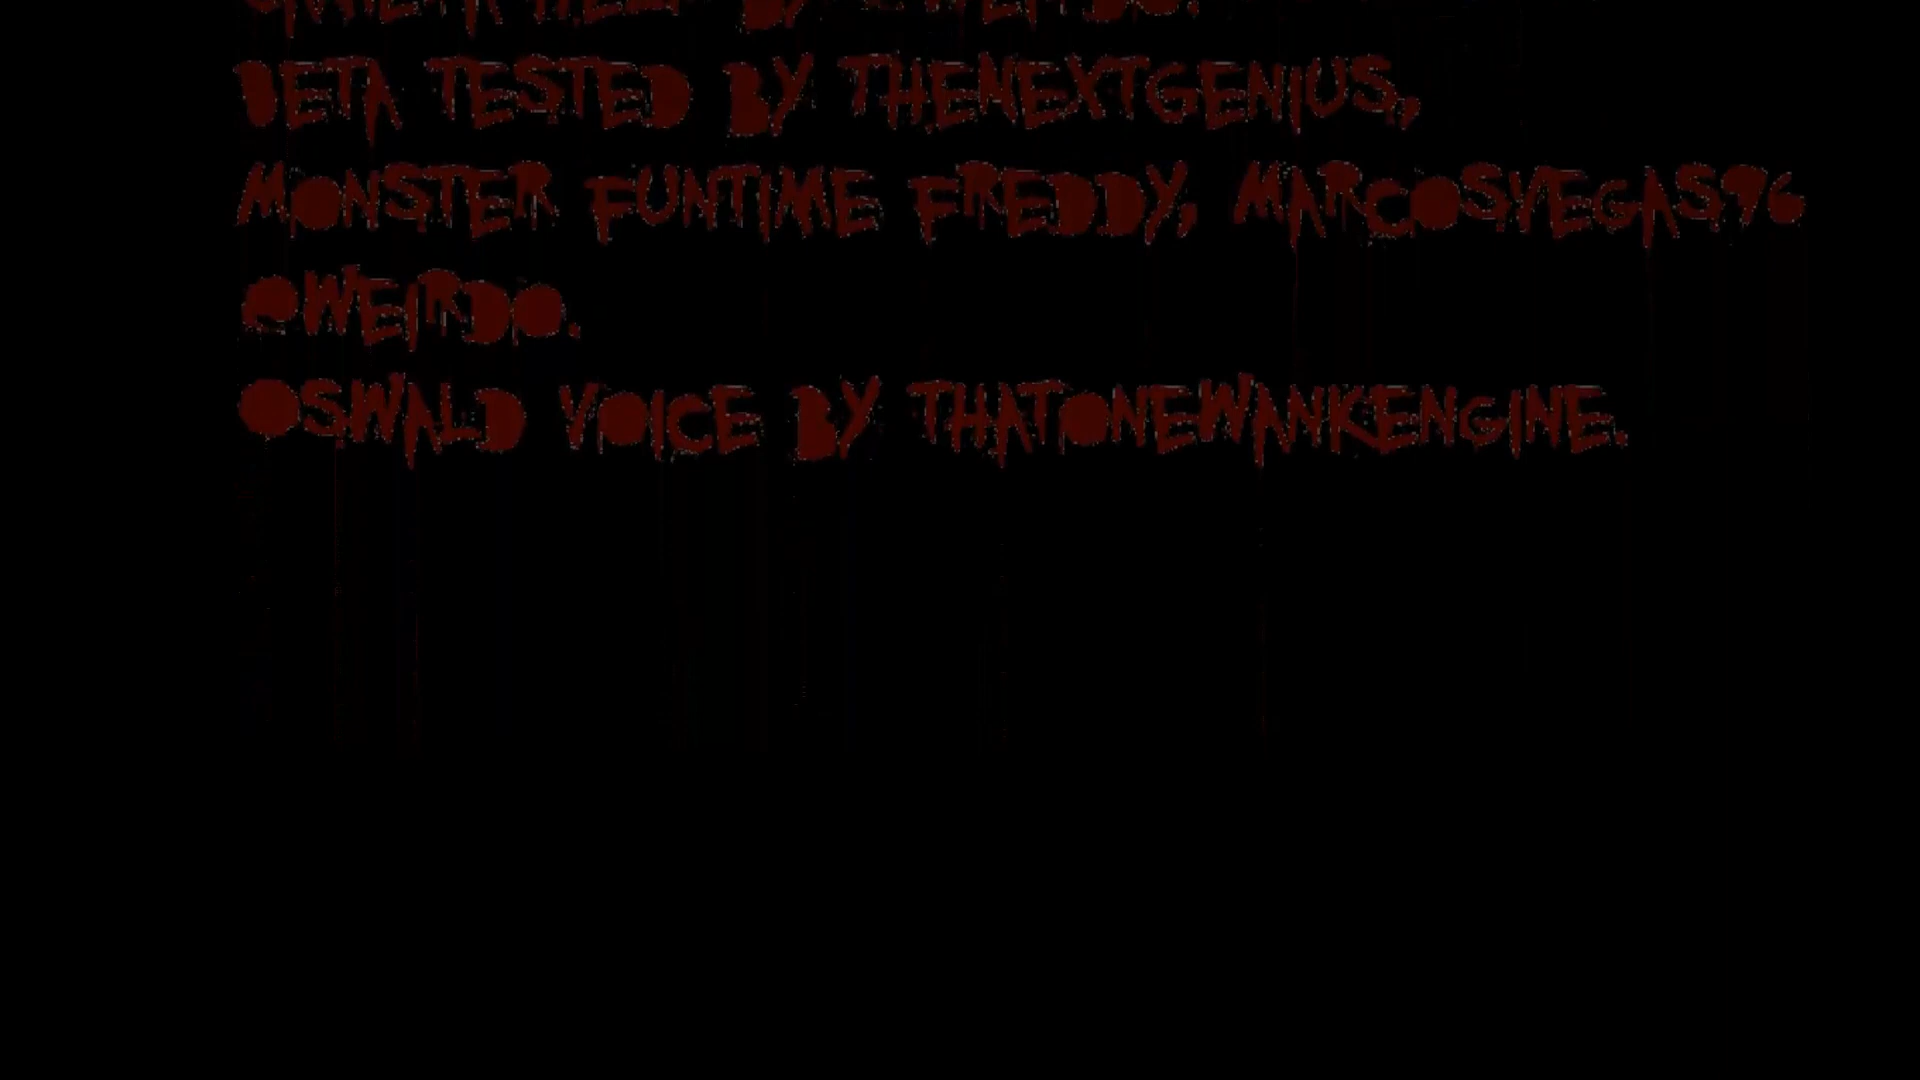 BETA TESTED BY THENEXTGENIUS,
MONSTER FUNTIME FREDDY, MARCOSVEGAS96
@WEIRDO.
OSWALD VOICE BY THATONEWANKENGINE.